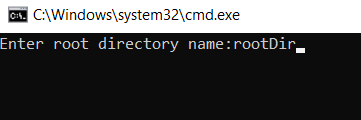 C:\Windows\system32\cmd.exe
Enter root directory name:rootDir